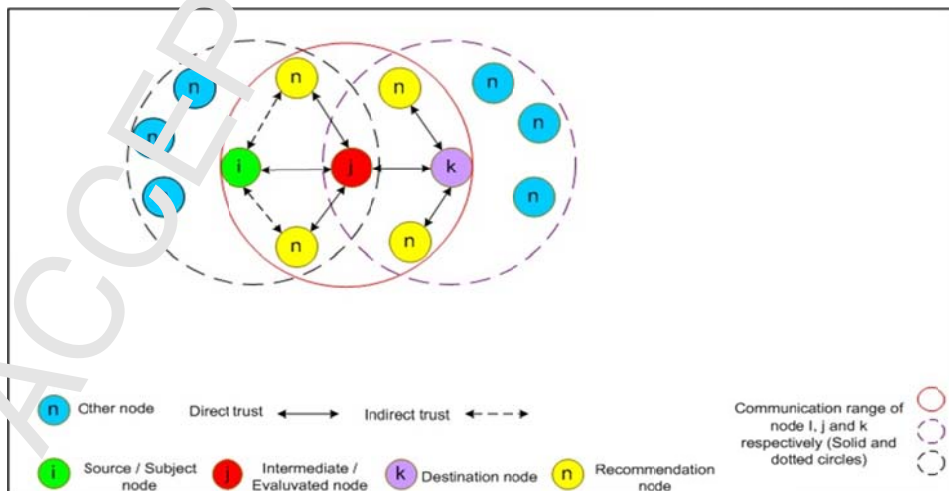 ACCEP
n
n
n
n
n
n
i
j
k
n
n
n
n
n Other node
Direct trust
Indirect trust
i Source / Subject
node
j Intermediate /
Evaluvated node
k Destination node
n Recommendation
node
Communication range of
node I, j and k
respectively (Solid and
dotted circles)